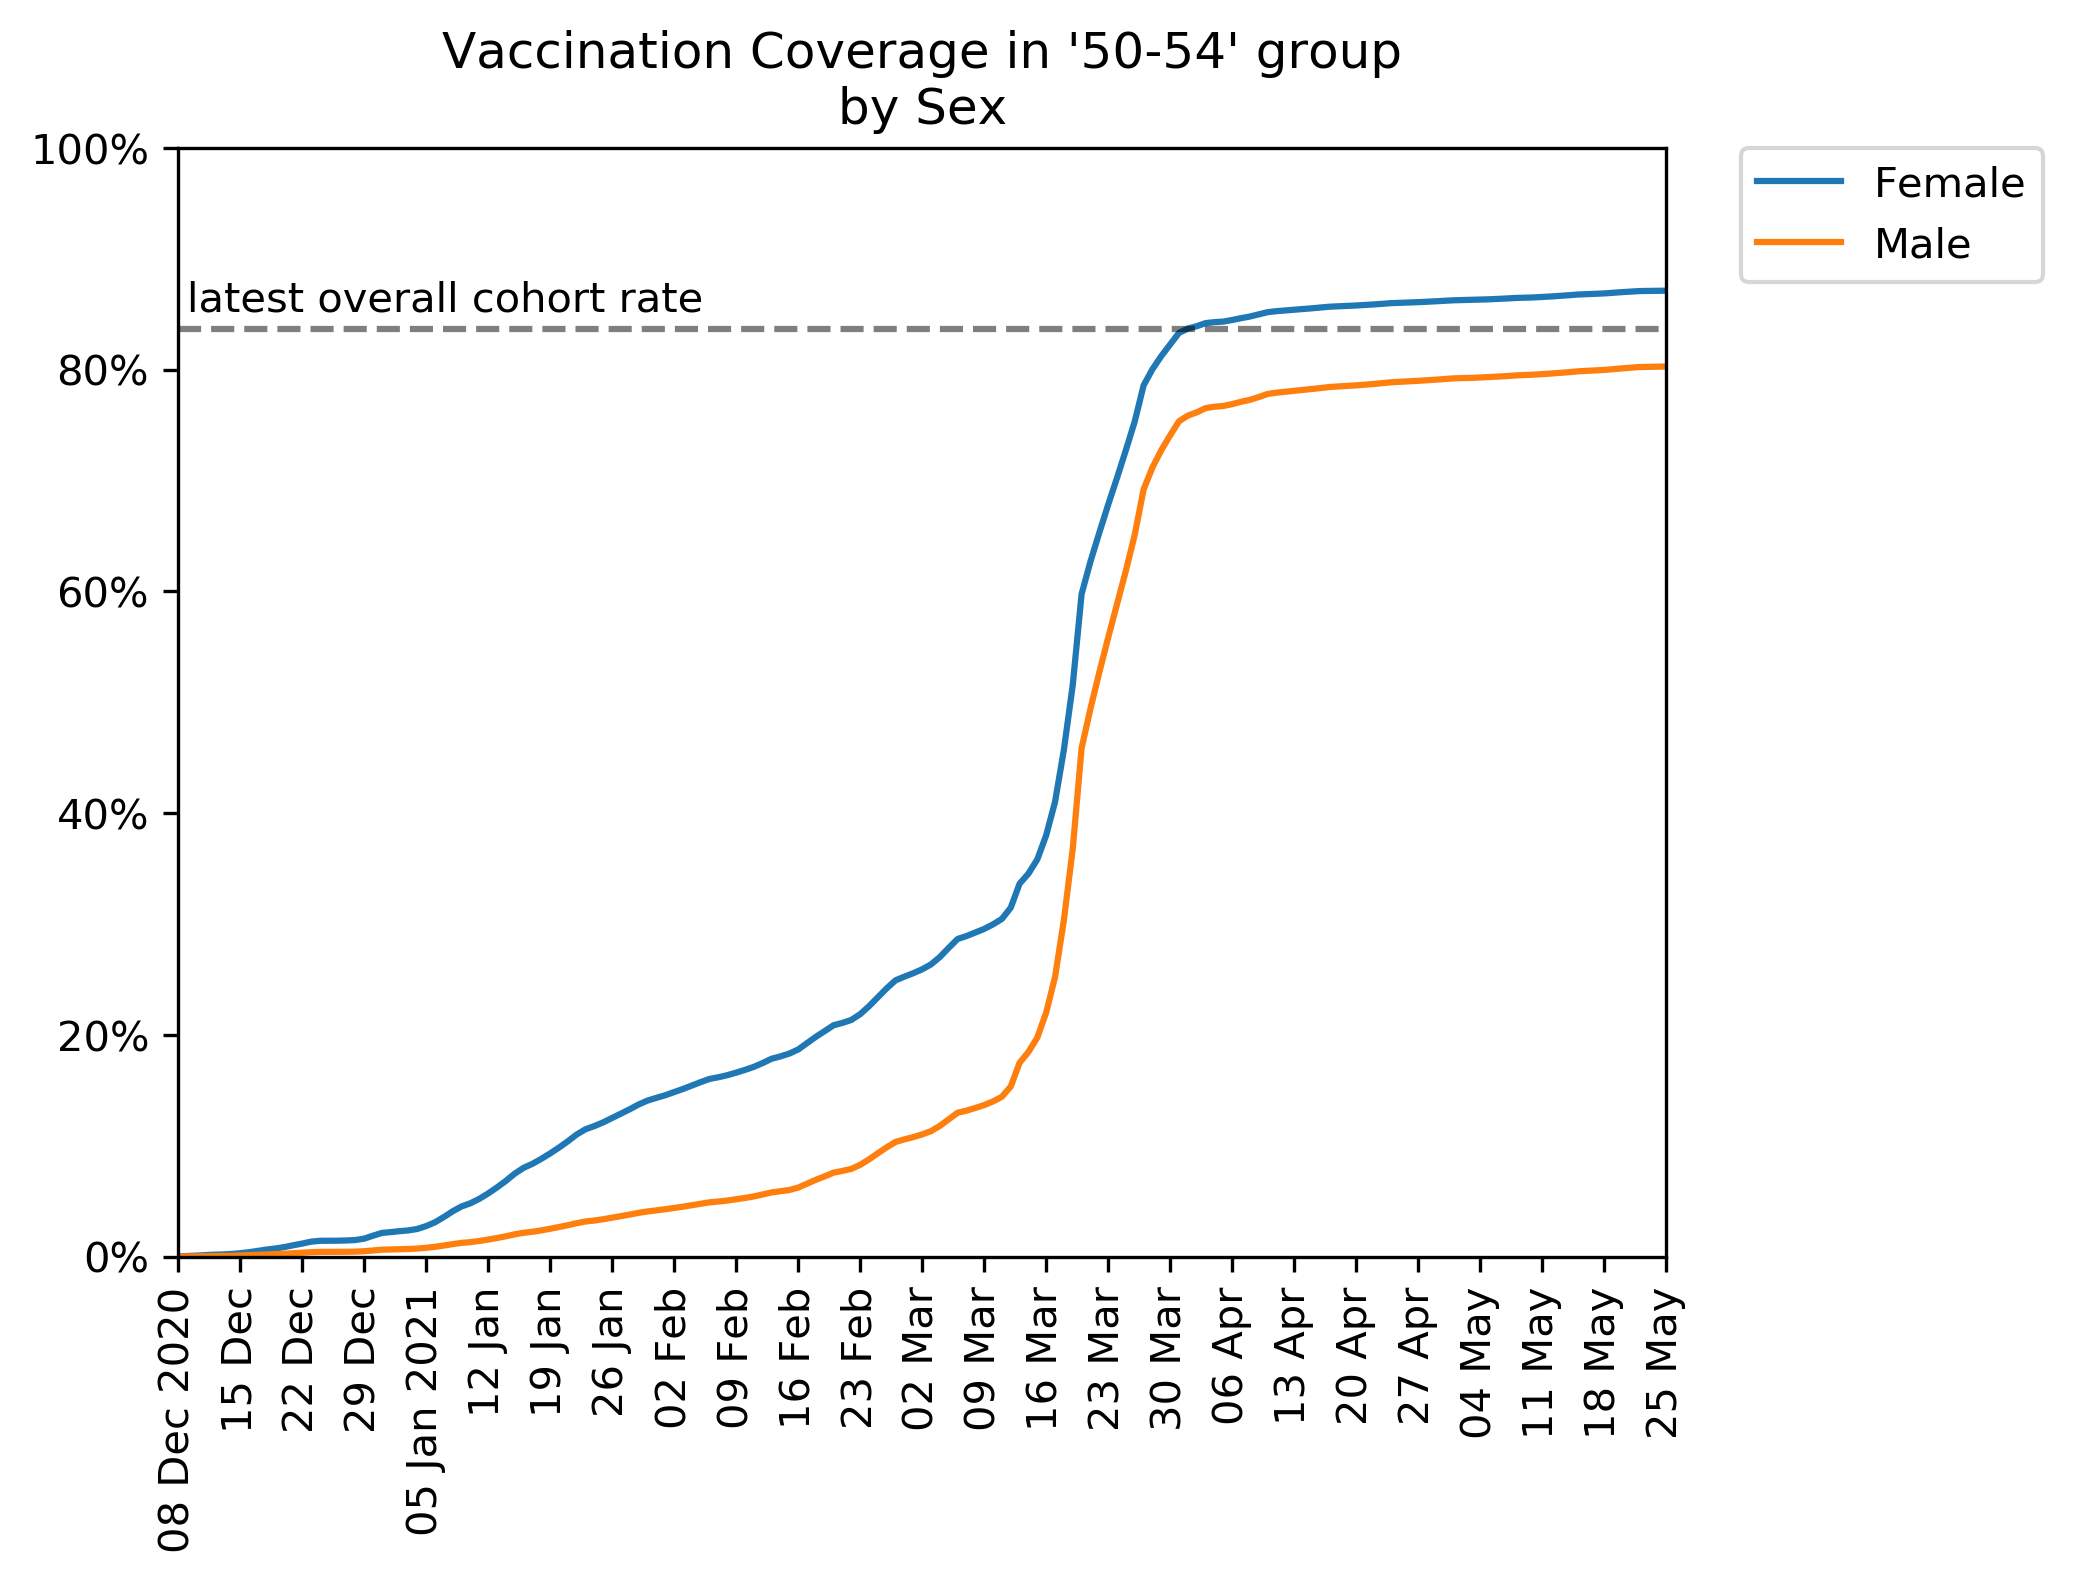 Vaccination Coverage in '50-54' group
by Sex
100%
80%
60%
40%
20%
0%
latest overall cohort rate
Female
Male
08 Dec 2020
15 Dec
22 Dec
29 Dec
05 Jan 2021
12 Jan
19 Jan
26 Jan
02 Feb
09 Feb
16 Feb
23 Feb
02 Mar
09 Mar
16 Mar
23 Mar
30 Mar
06 Apr
13 Apr
20 Apr
27 Apr
04 May
11 May
18 May
25 May